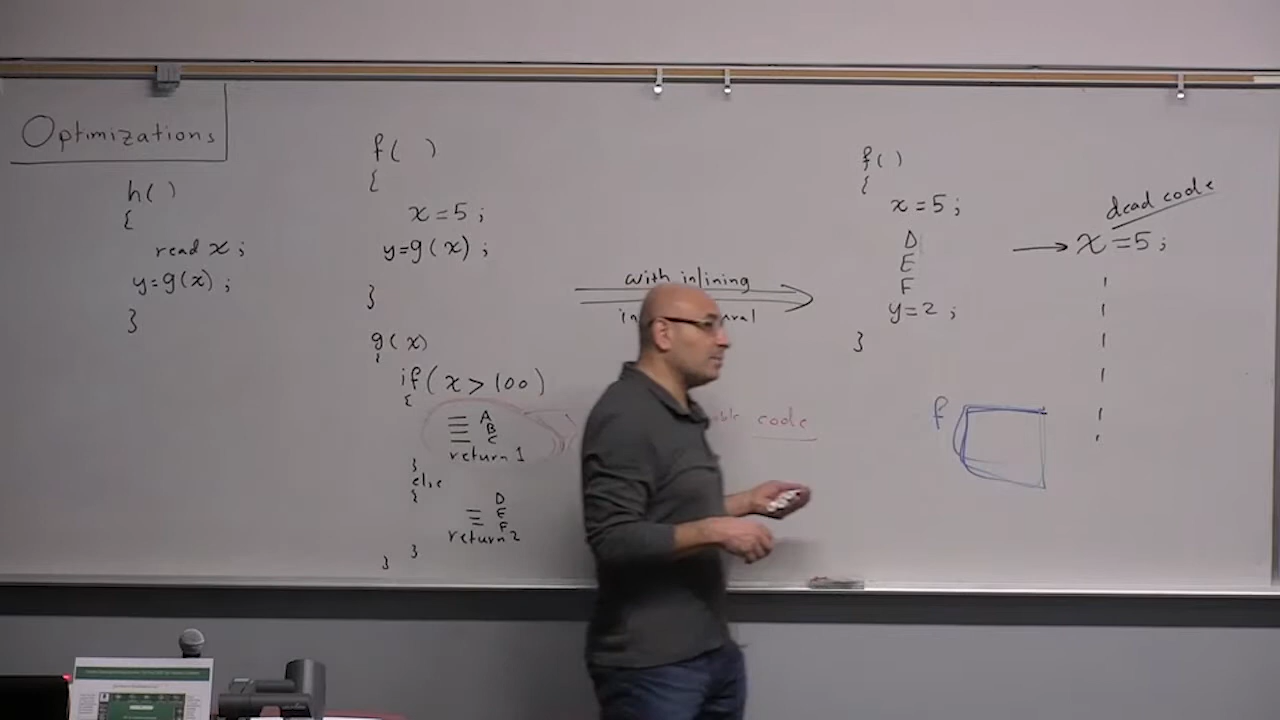 Optimizations
h( )
{
read x ;
y=g(x) ;
}
f( )
{
x = 5 ;
y=g(x) ;
}
g(x)
{
if( x > 100 )
{
A
B
C
return 1
}
else
{
D
E
F
return 2
}
}
with inlining
code
f( )
{
x = 5 ;
D
E
F
y = 2 ;
}
dead code
x = 5 ;
f